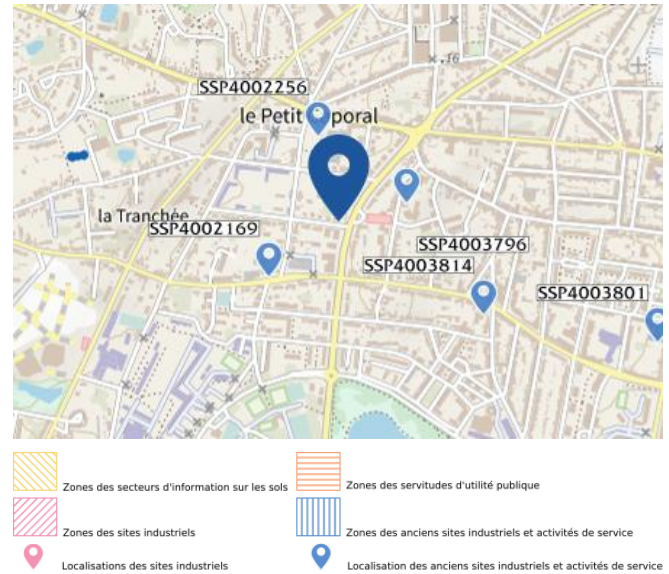 SSP4002256
le Petit poral
.16
la Tranchée
SSP4002169
SSP4003796
SSP4003814
SSP4003801
Zones des secteurs d'information sur les sols
Zones des servitudes d'utilité publique
Zones des sites industriels
Zones des anciens sites industriels et activités de service
Localisations des sites industriels
Localisation des anciens sites industriels et activités de service